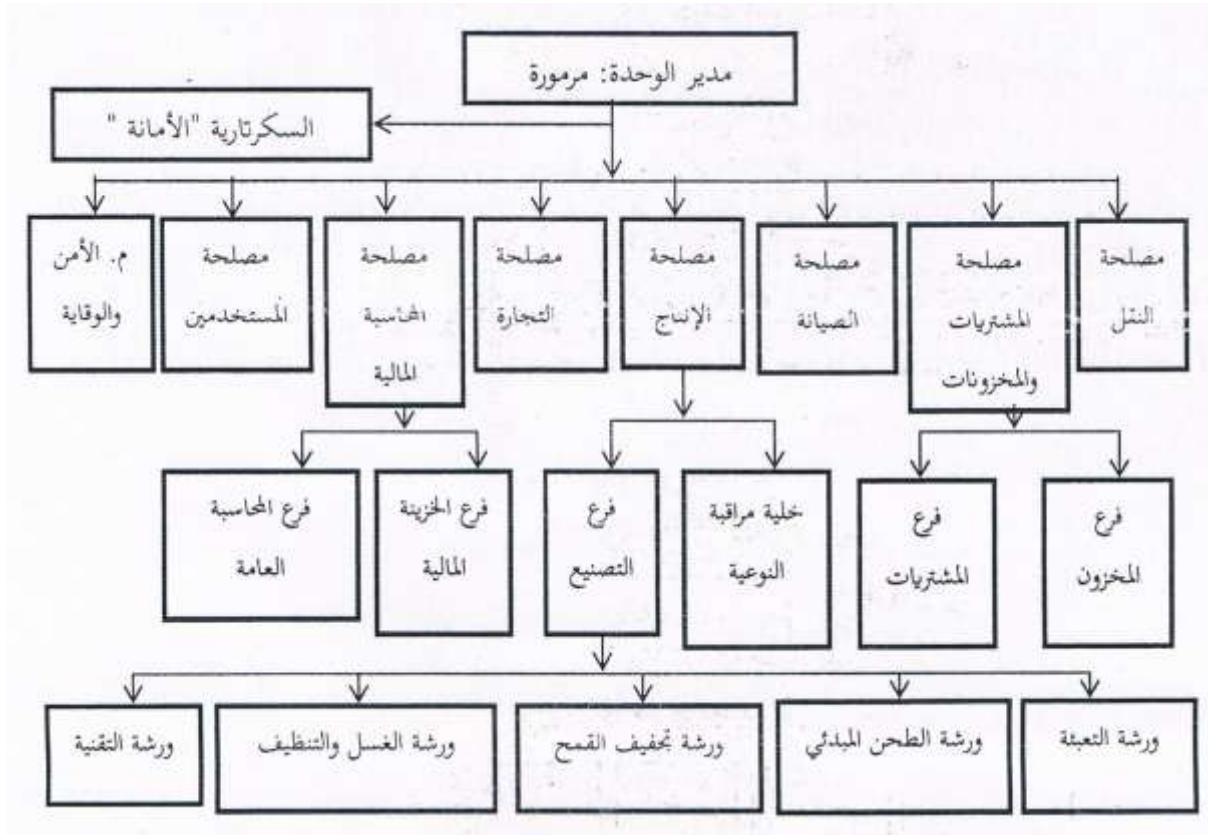 مدير الوحدة: مرمورة
السكرتارية "الأمانة "
مصلحة
النقل
مصلحة
المشتريات
والمخزونات
مصلحة
الصيانة
مصلحة
الإنتاج
مصلحة
التجارة
مصلحة
المحاسبة
المالية
مصلحة
المستخدمين
م. الأمن
والوقاية
فرع
المخزون
فرع
المشتريات
خلية مراقبة
النوعية
فرع
التصنيع
فرع الخزينة
المالية
فرع المحاسبة
العامة
ورشة التعبئة
ورشة الطحن المبدئي
ورشة تجفيف القمح
ورشة الغسل والتنظيف
ورشة التقنية